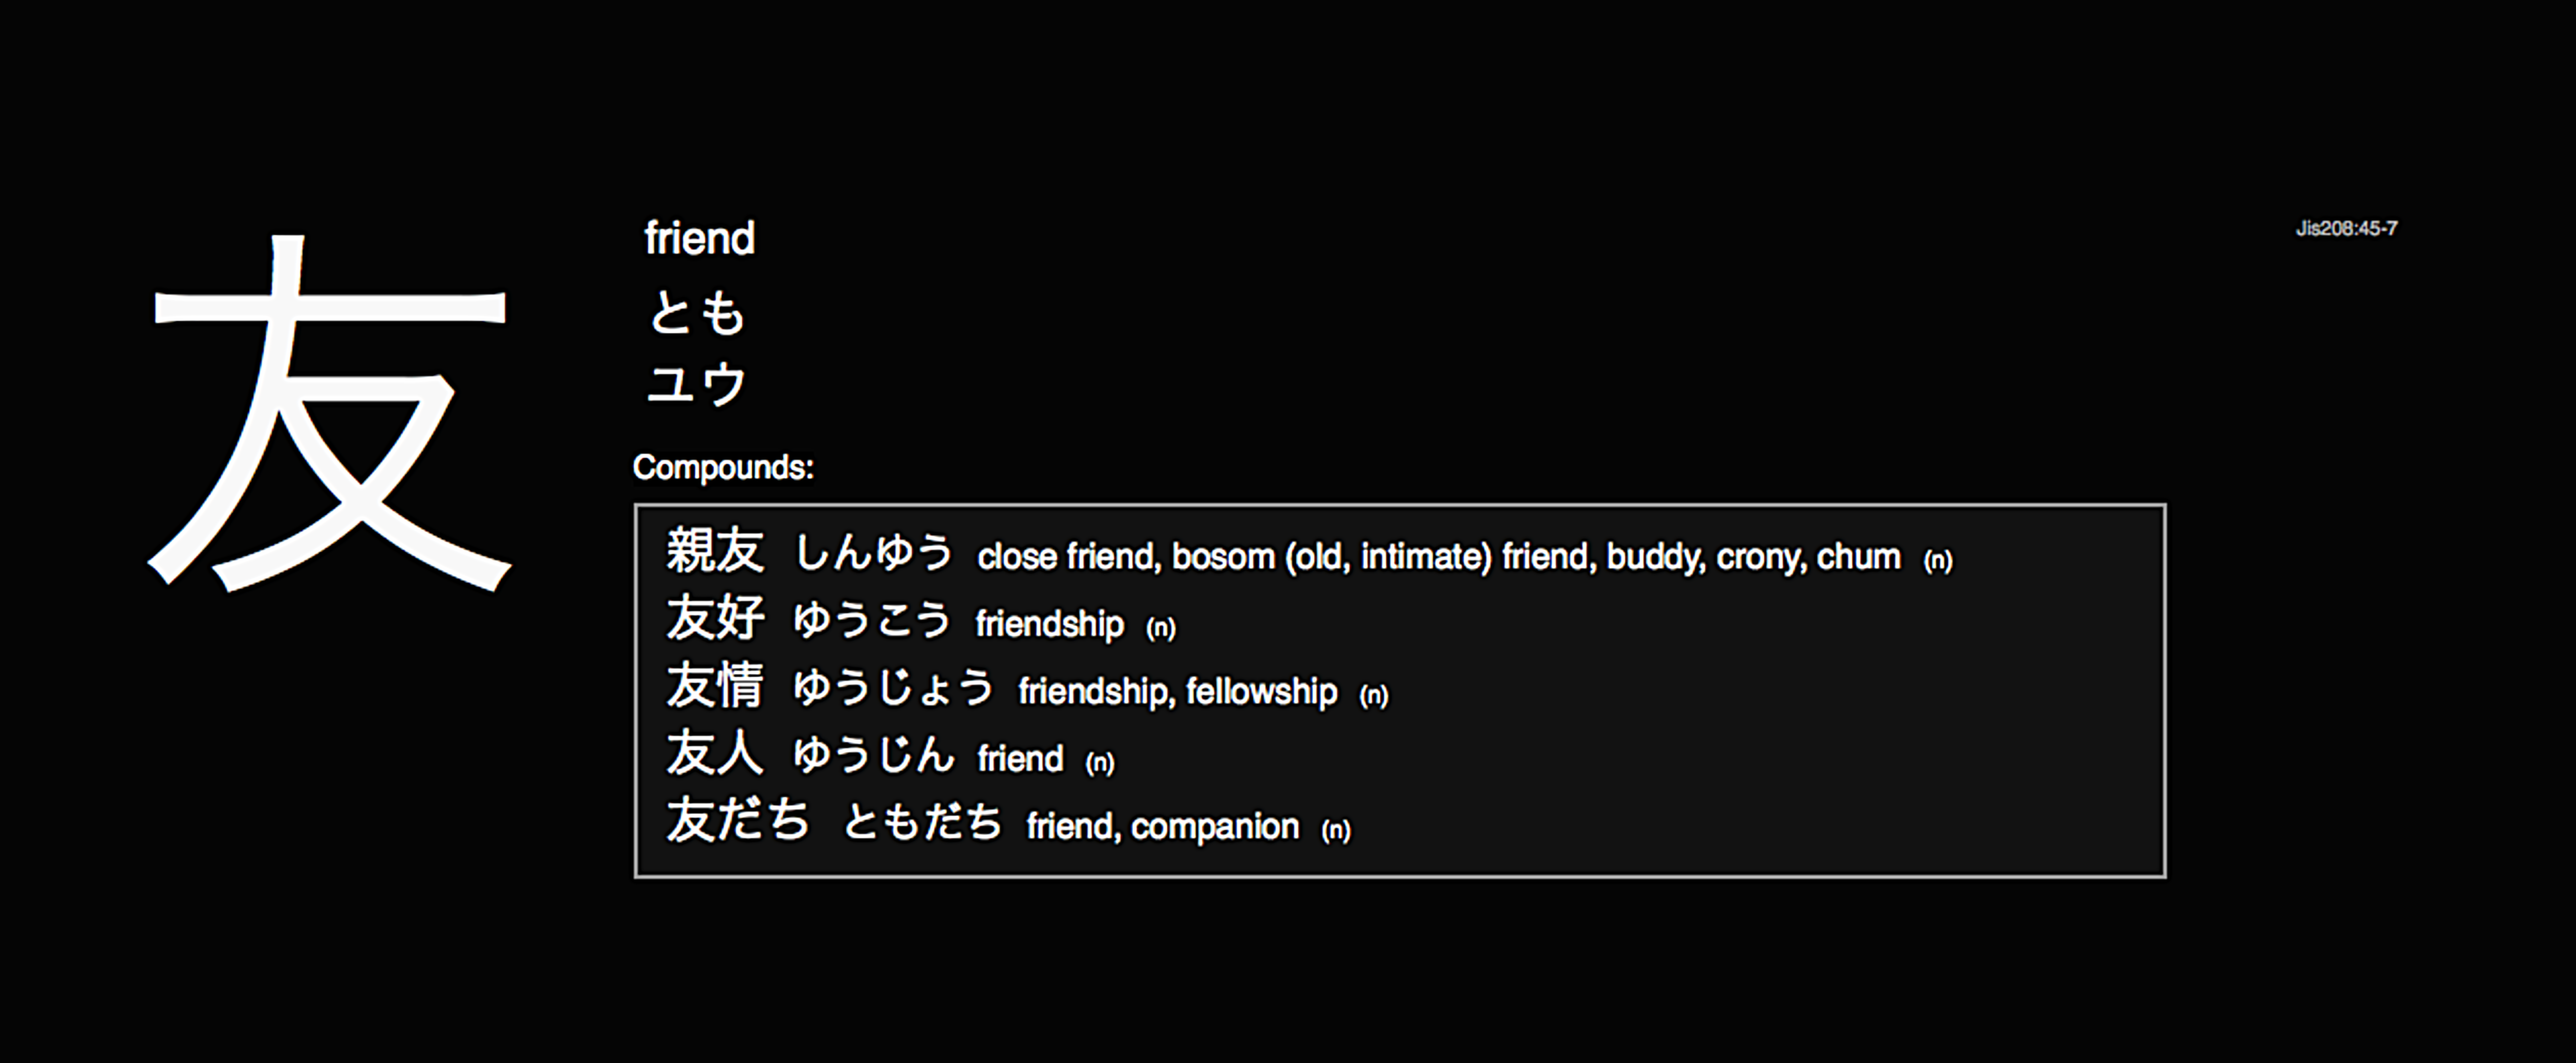 友
friend
とも
ユウ
Jis208:45-7
Compounds:
親友 しんゆう close friend, bosom (old, intimate) friend, buddy, crony, chum (n)
友好 ゆうこう friendship (n)
友情 ゆうじょう friendship, fellowship (n)
友人 ゆうじん friend (n)
友だち ともだち friend, companion (n)